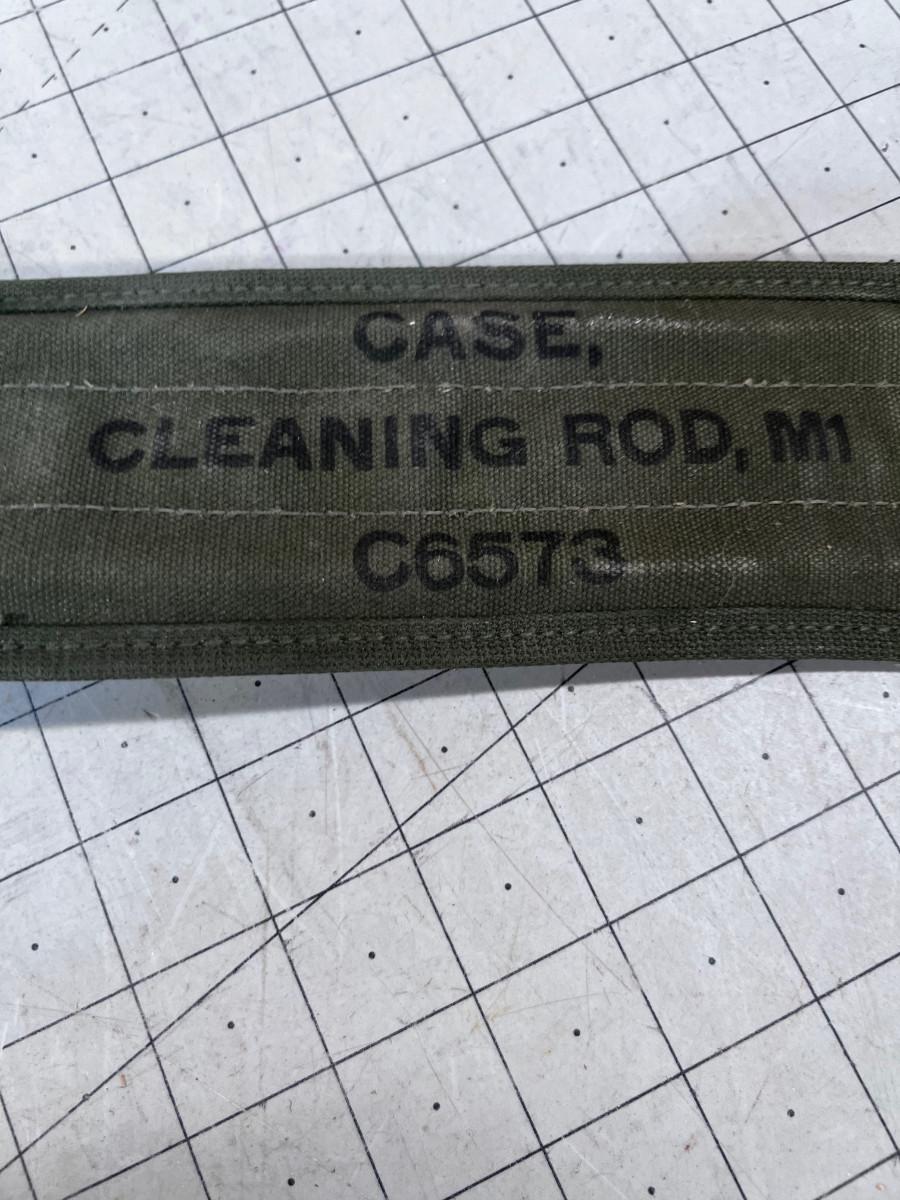 CASE,
CLEANING ROD, M1
C6573